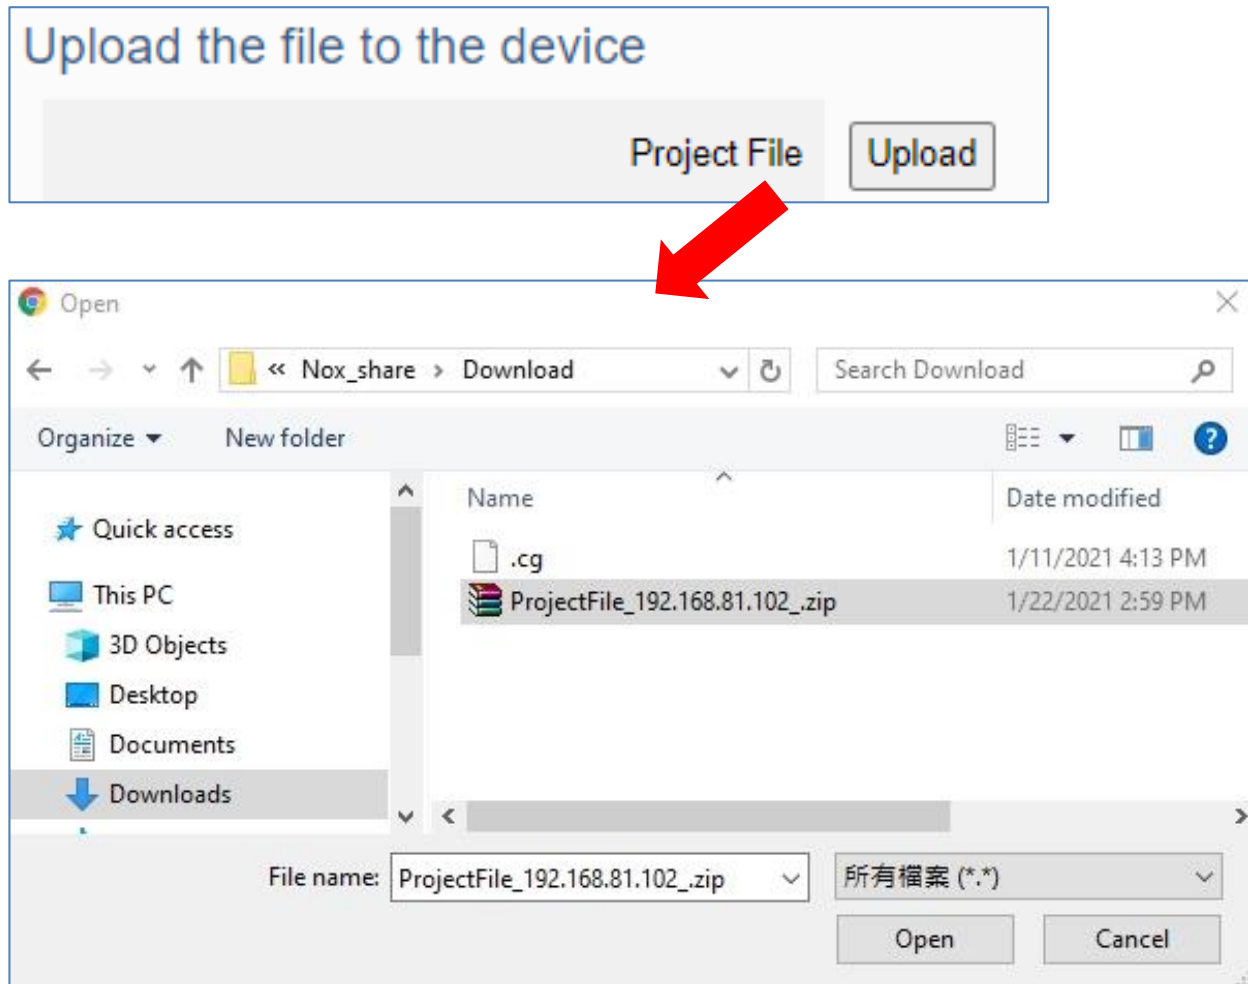 Upload the file to the device
Project File Upload
Open
« Nox_share › Download Search Download
Organize New folder
Name Date modified
Quick access
.cg 1/11/2021 4:13 PM
This PC
ProjectFile_192.168.81.102_.zip 1/22/2021 2:59 PM
3D Objects
Desktop
Documents
Downloads
File name: ProjectFile_192.168.81.102_.zip 所有檔案 (*.*)
Open Cancel